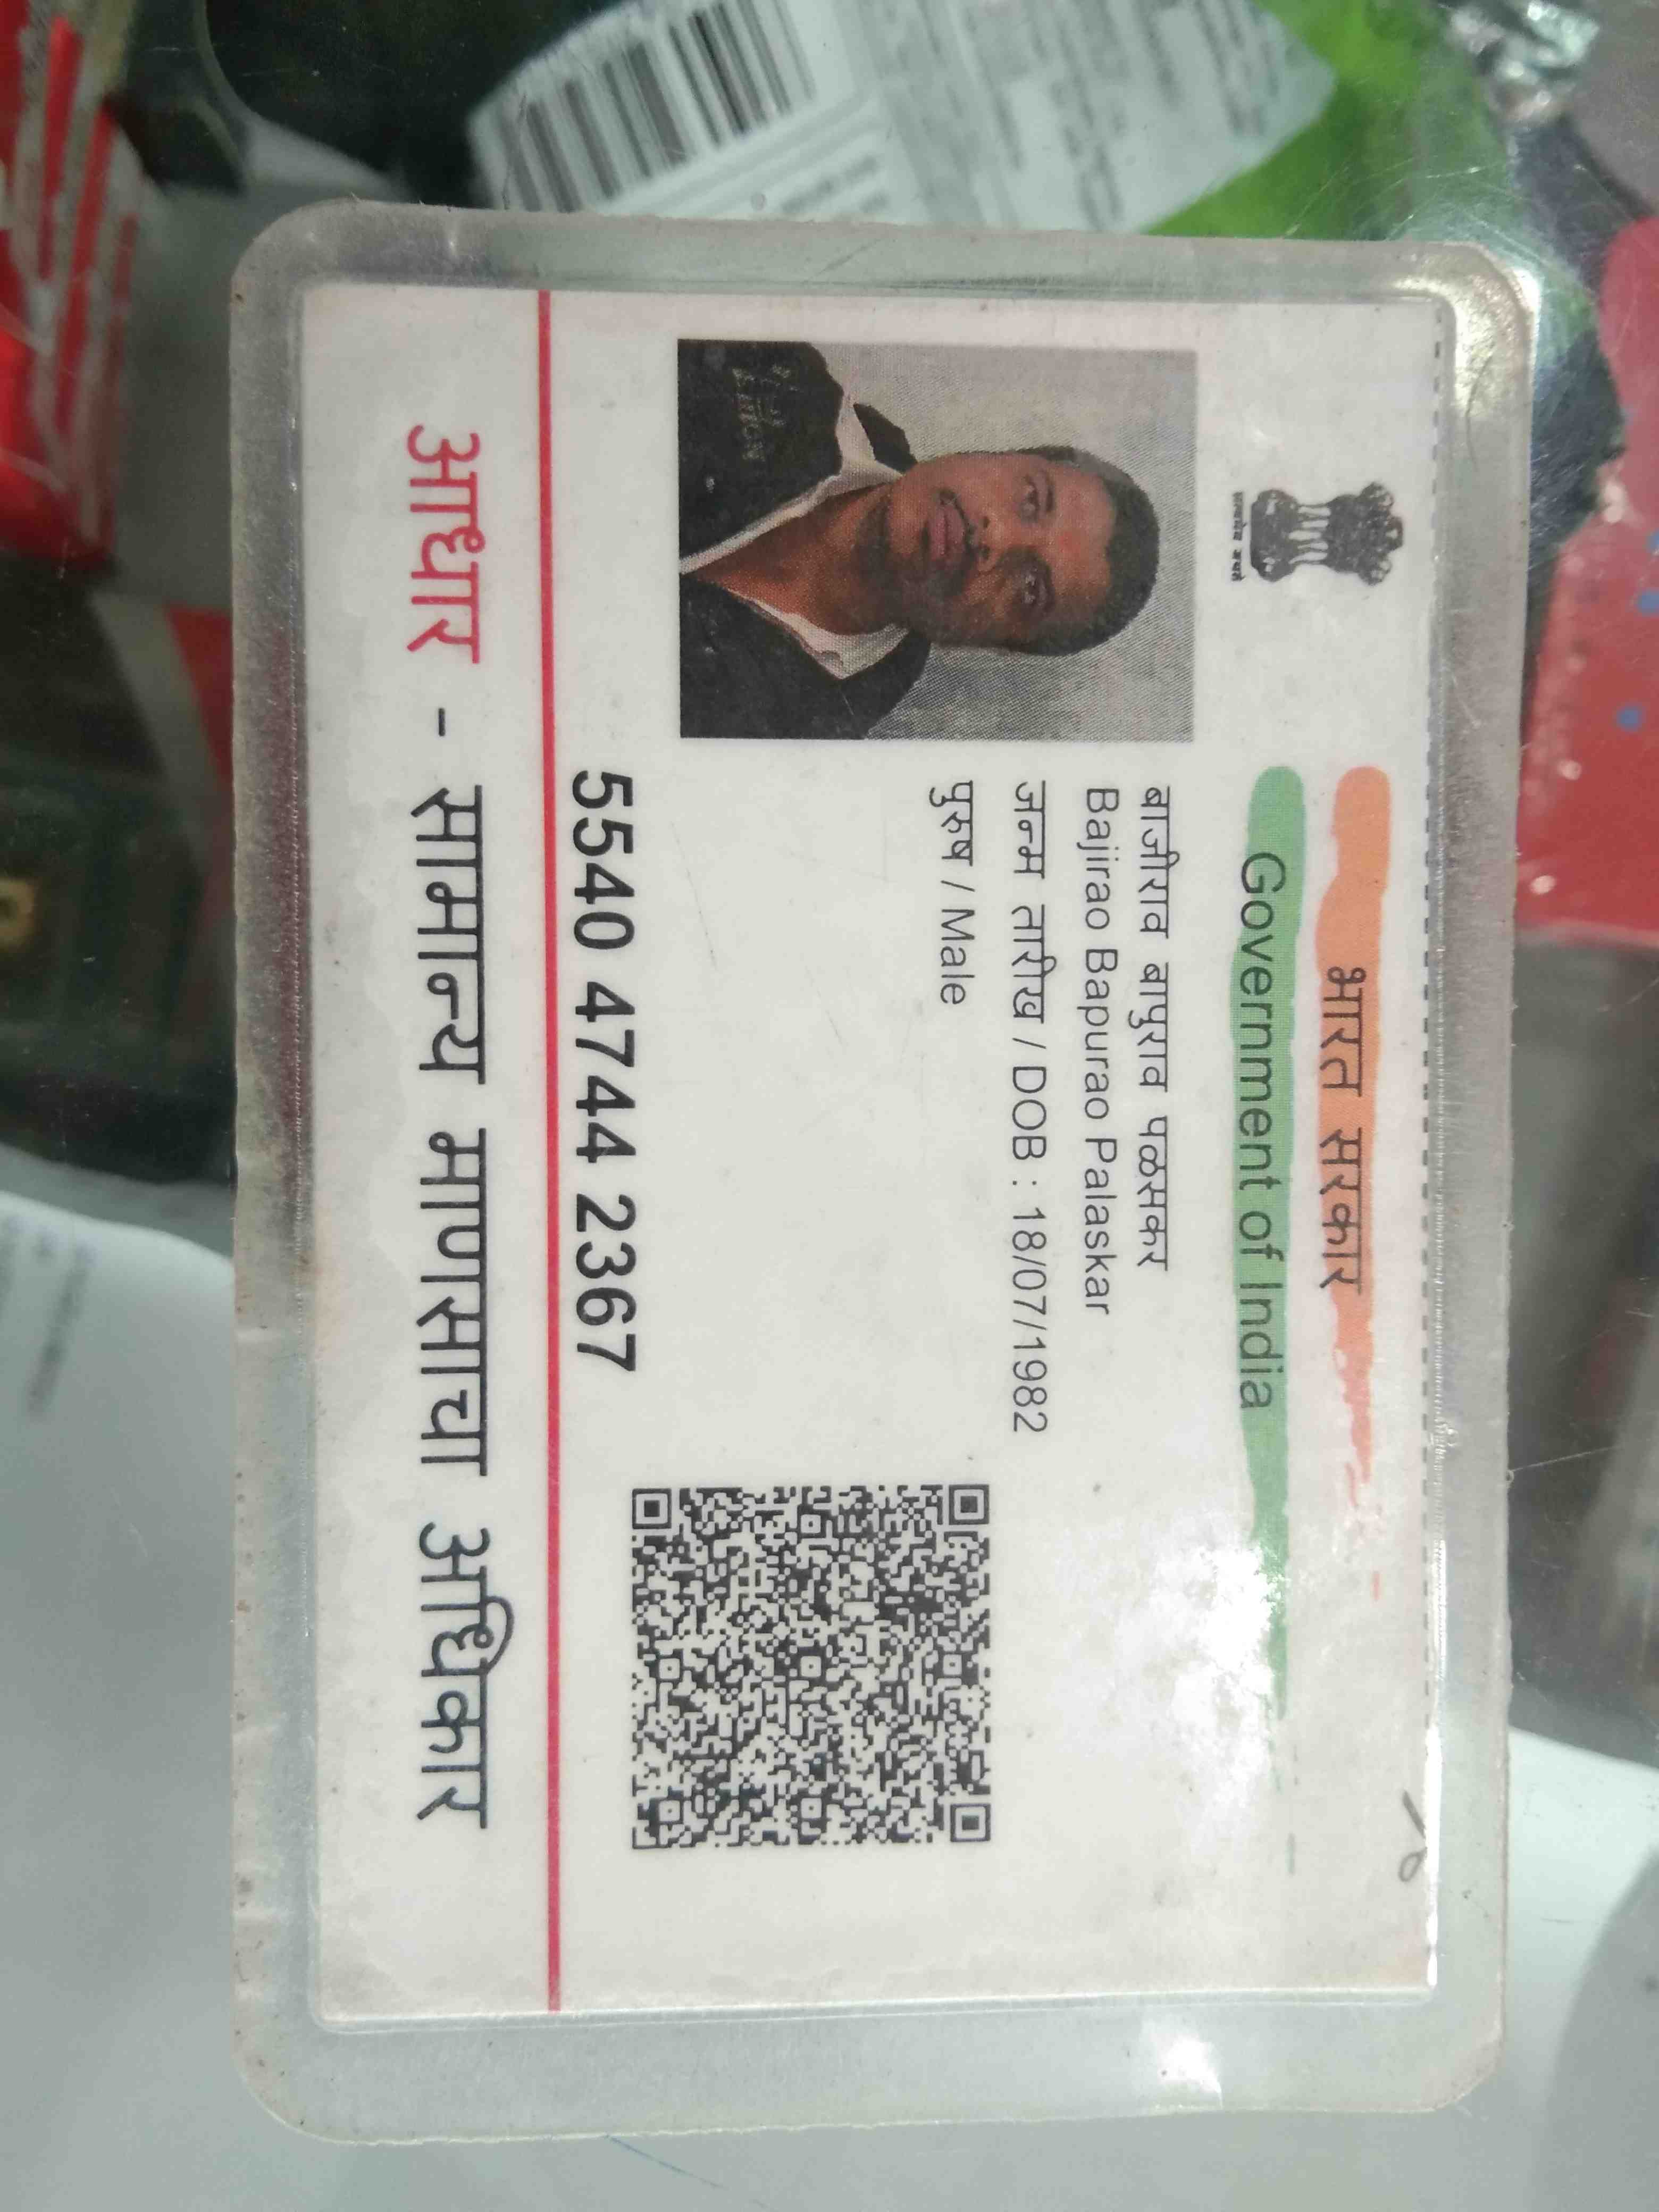 भारत सरकार
Government of India
सत्यमेव जयते
बाजीराव बापुराव पळसकर
Bajirao Bapurao Palaskar
जन्म तारीख / DOB : 18/07/1982
पुरुष / Male
5540 4744 2367
आधार - सामान्य माणसाचा अधिकार